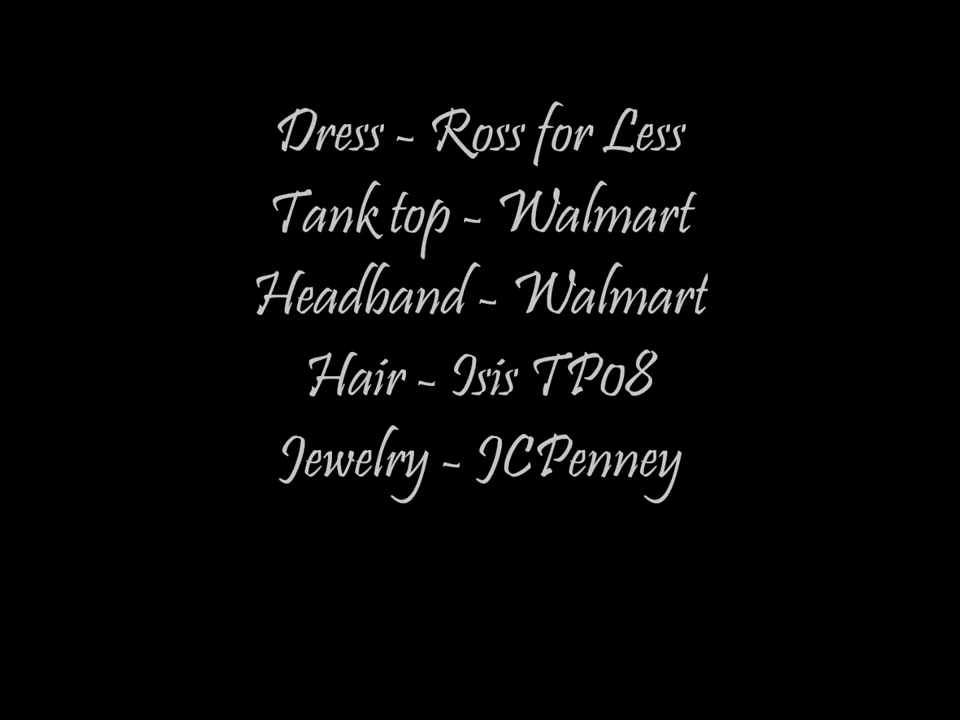 Dress - Ross for Less
Tank top - Walmart
Headband - Walmart
Hair - Isis TP08
Jewelry - JCPenney